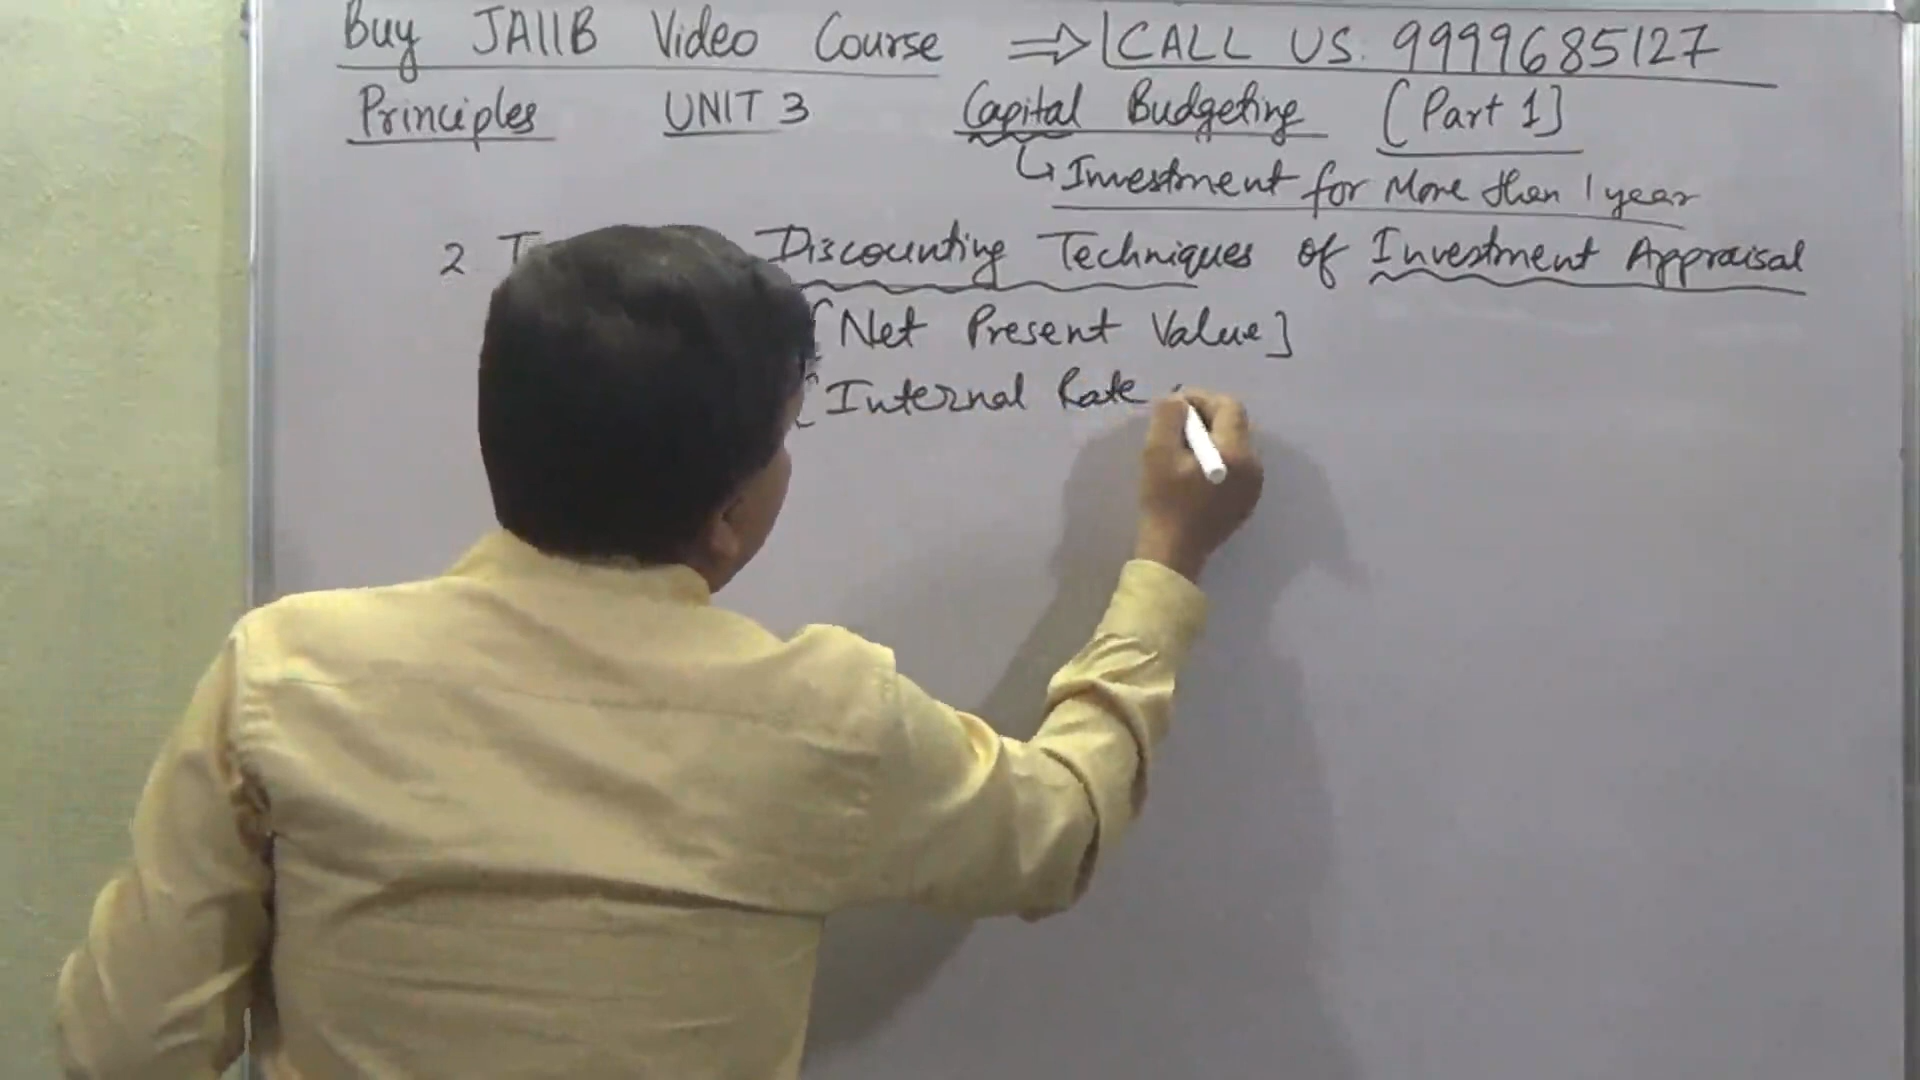 Buy JAIIB Video Course ⇒ CALL US: 9999685127
Principles UNIT 3 Capital Budgeting [Part 1]
↳ Investment for More then 1 year
2 Discounting Techniques of Investment Appraisal
[Net Present Value]
[Internal Rate